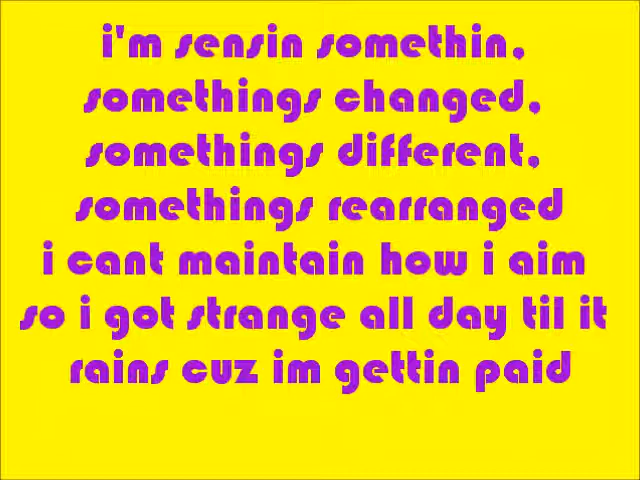 i'm sensin somethin,
somethings changed,
somethings different,
somethings rearranged
i cant maintain how i aim
so i got strange all day til it
rains cuz im gettin paid